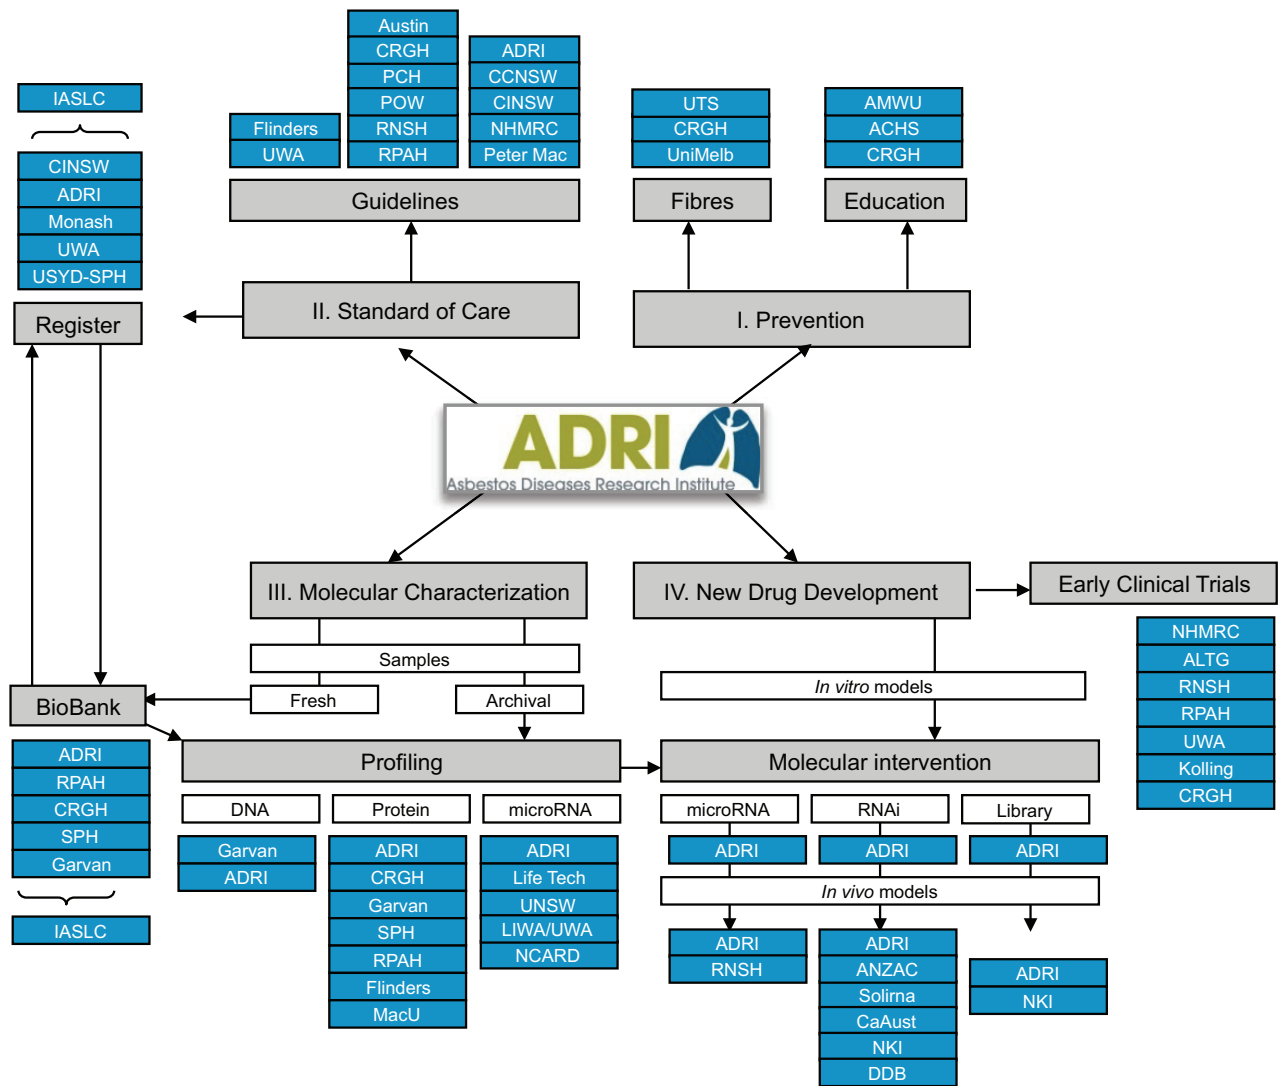 Austin
CRGH
PCH
POW
RNSH
RPAH
ADRI
CCNSW
CINSW
NHMRC
Peter Mac
Flinders
UWA
Guidelines
UTS
CRGH
UniMelb
Fibres
AMWU
ACHS
CRGH
Education
IASLC
CINSW
ADRI
Monash
UWA
USYD-SPH
Register
II. Standard of Care
I. Prevention
ADRI
Asbestos Diseases Research Institute
III. Molecular Characterization
IV. New Drug Development
Early Clinical Trials
NHMRC
ALTG
RNSH
RPAH
UWA
Kolling
CRGH
Samples
Fresh
Archival
In vitro models
BioBank
ADRI
RPAH
CRGH
SPH
Garvan
IASLC
Profiling
DNA
Garvan
ADRI
Protein
ADRI
CRGH
Garvan
SPH
RPAH
Flinders
MacU
microRNA
ADRI
Life Tech
UNSW
LIWA/UWA
NCARD
Molecular intervention
microRNA
RNAi
Library
ADRI
ADRI
ADRI
In vivo models
ADRI
RNSH
ADRI
ANZAC
Solirna
CaAust
NKI
DDB
ADRI
NKI